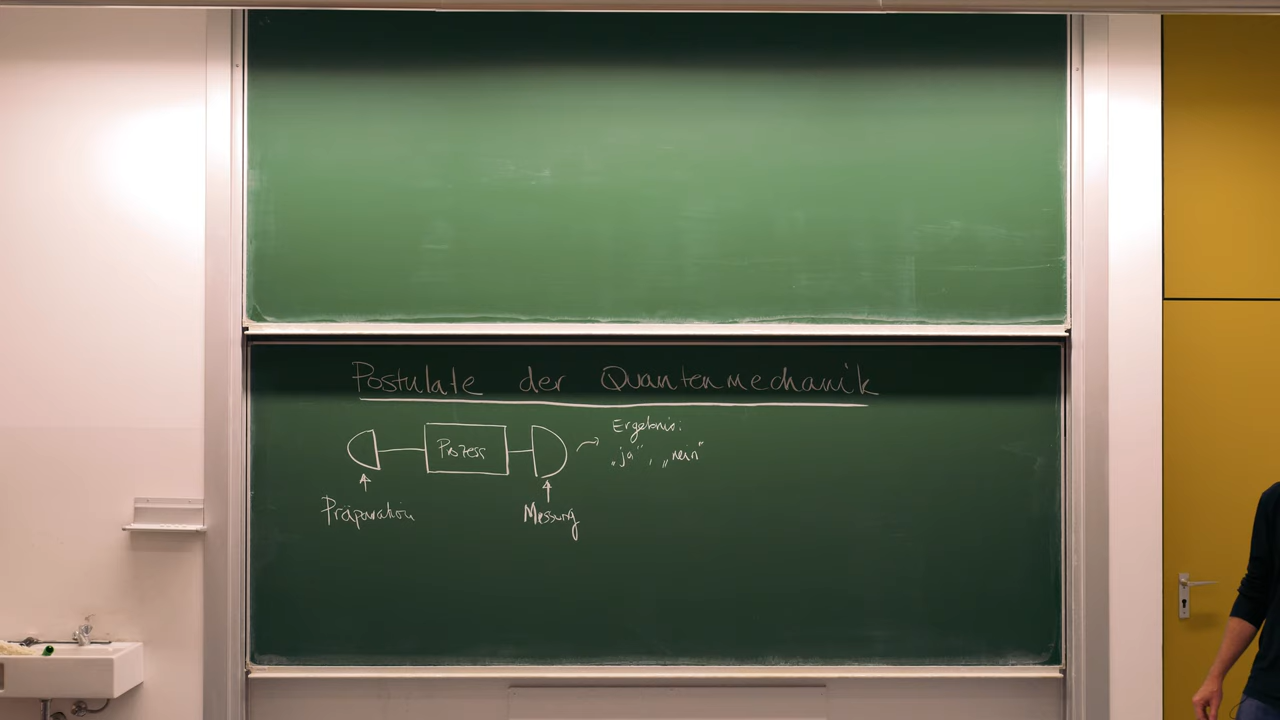 Postulate der Quantenmechanik
Prozess
Ergebnis:
„ja“, „nein“
Präparation
Messung